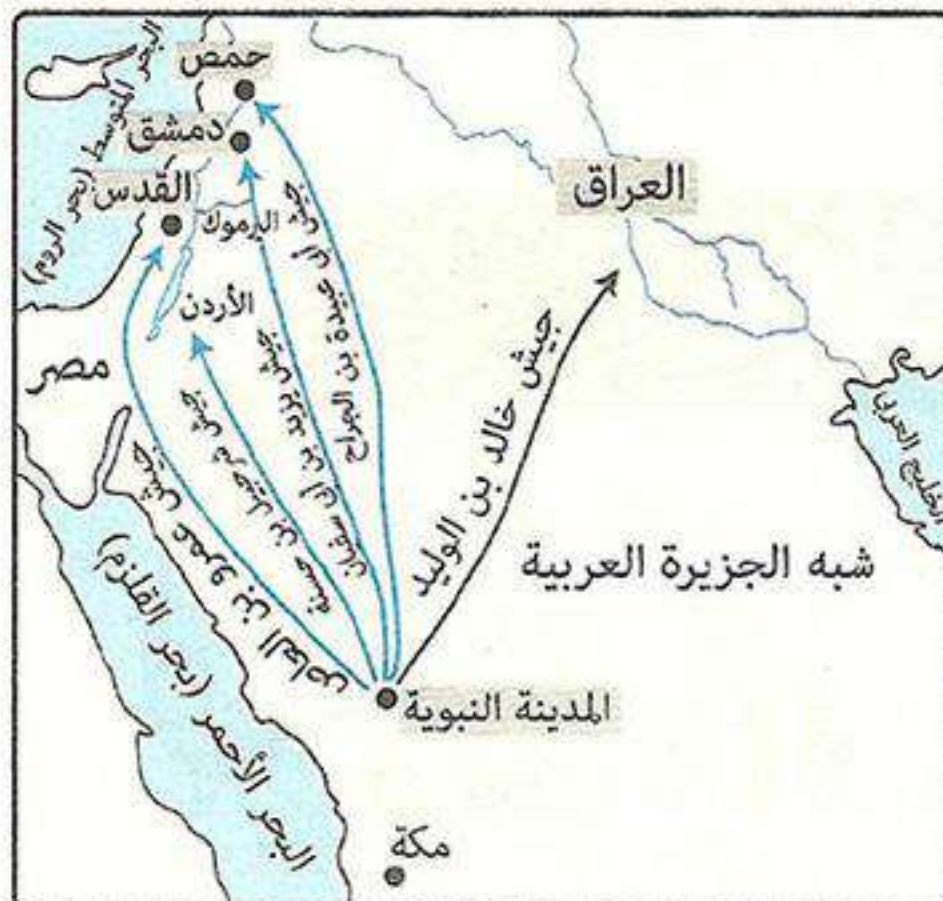 حمص
دمشق
القدس
اليرموك
الأردن
العراق
مصر
البحر المتوسط (بحر الروم)
جيش أبي عبيدة بن الجراح
جيش يزيد بن أبي سفيان
جيش شرحبيل بن حسنة
جيش عمرو بن العاص
جيش خالد بن الوليد
الخليج العربي
شبه الجزيرة العربية
المدينة النبوية
البحر الأحمر (بحر القلزم)
مكة